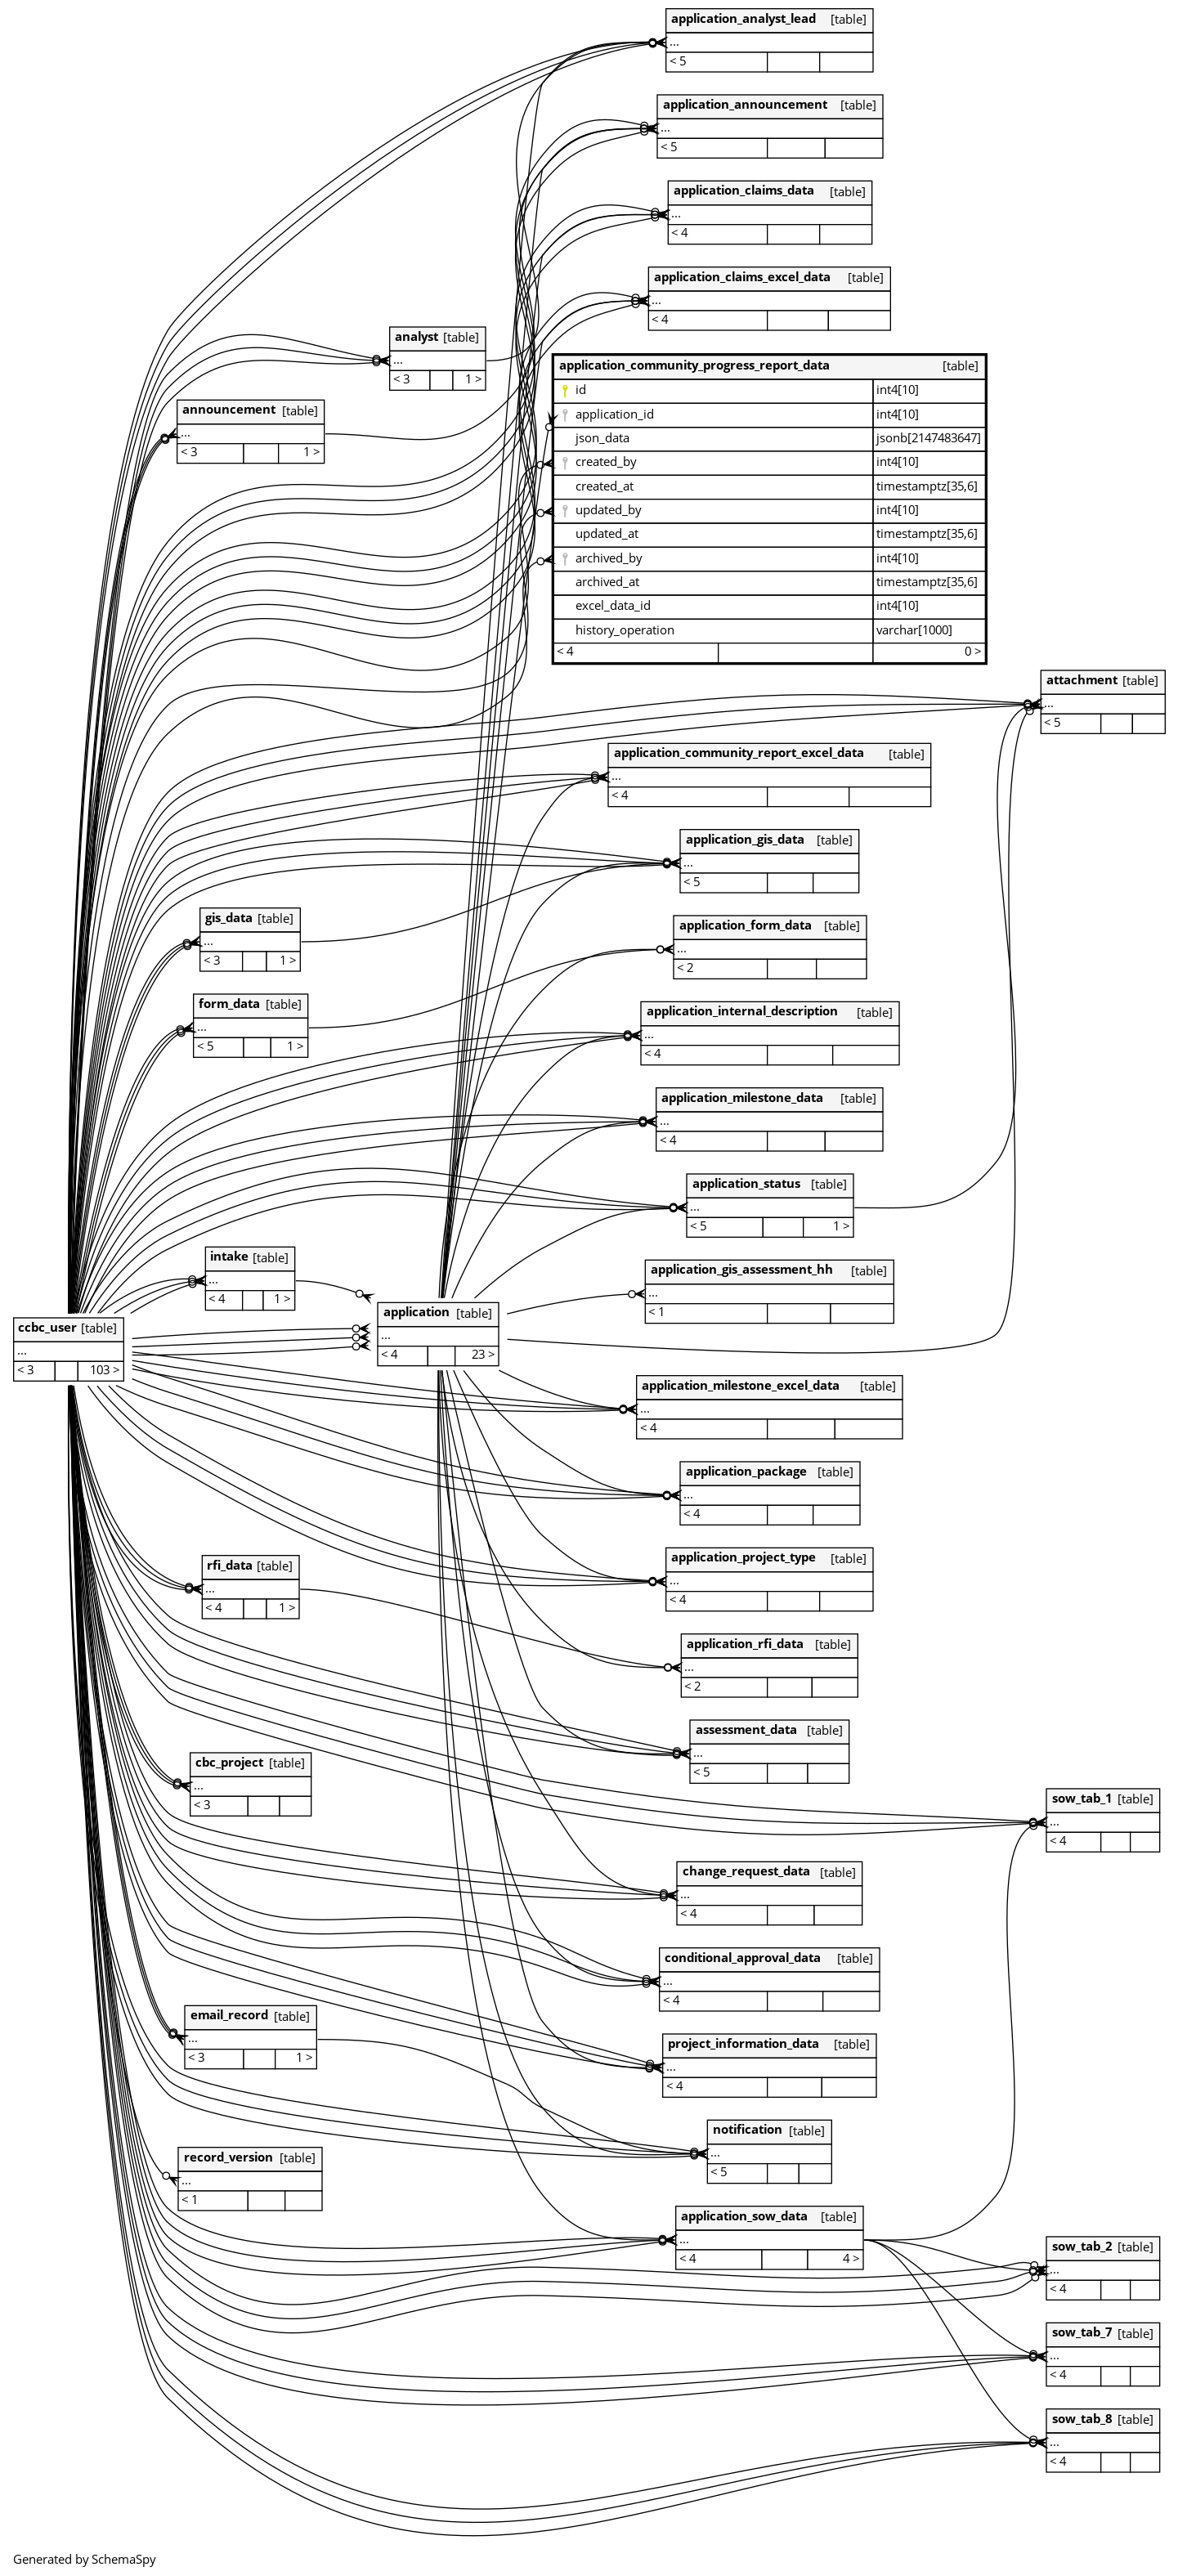 application_analyst_lead [table]
...
< 5
application_announcement [table]
...
< 5
application_claims_data [table]
...
< 4
application_claims_excel_data [table]
...
< 4
analyst [table]
...
< 3 1 >
application_community_progress_report_data [table]
id int4[10]
application_id int4[10]
json_data jsonb[2147483647]
created_by int4[10]
created_at timestamptz[35,6]
updated_by int4[10]
updated_at timestamptz[35,6]
archived_by int4[10]
archived_at timestamptz[35,6]
excel_data_id int4[10]
history_operation varchar[1000]
< 4 0 >
announcement [table]
...
< 3 1 >
attachment [table]
...
< 5
application_community_report_excel_data [table]
...
< 4
application_gis_data [table]
...
< 5
gis_data [table]
...
< 3 1 >
application_form_data [table]
...
< 2
form_data [table]
...
< 5 1 >
application_internal_description [table]
...
< 4
application_milestone_data [table]
...
< 4
application_status [table]
...
< 5 1 >
intake [table]
...
< 4 1 >
application_gis_assessment_hh [table]
...
< 1
application [table]
...
< 4 23 >
ccbc_user [table]
...
< 3 103 >
application_milestone_excel_data [table]
...
< 4
application_package [table]
...
< 4
application_project_type [table]
...
< 4
rfi_data [table]
...
< 4 1 >
application_rfi_data [table]
...
< 2
assessment_data [table]
...
< 5
cbc_project [table]
...
< 3
sow_tab_1 [table]
...
< 4
change_request_data [table]
...
< 4
conditional_approval_data [table]
...
< 4
email_record [table]
...
< 3 1 >
project_information_data [table]
...
< 4
notification [table]
...
< 5
record_version [table]
...
< 1
application_sow_data [table]
...
< 4 4 >
sow_tab_2 [table]
...
< 4
sow_tab_7 [table]
...
< 4
sow_tab_8 [table]
...
< 4
Generated by SchemaSpy